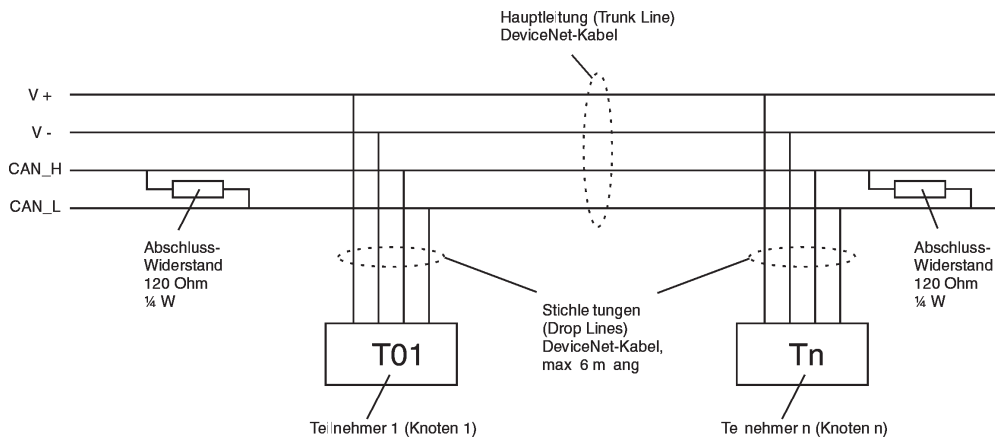 Hauptleitung (Trunk Line)
DeviceNet-Kabel
V +
V -
CAN_H
CAN_L
Abschluss-
Widerstand
120 Ohm
¼ W
Abschluss-
Widerstand
120 Ohm
¼ W
Stichle tungen
(Drop Lines)
DeviceNet-Kabel,
max 6 m ang
T01
Tn
Teilnehmer 1 (Knoten 1)
Te nehmer n (Knoten n)